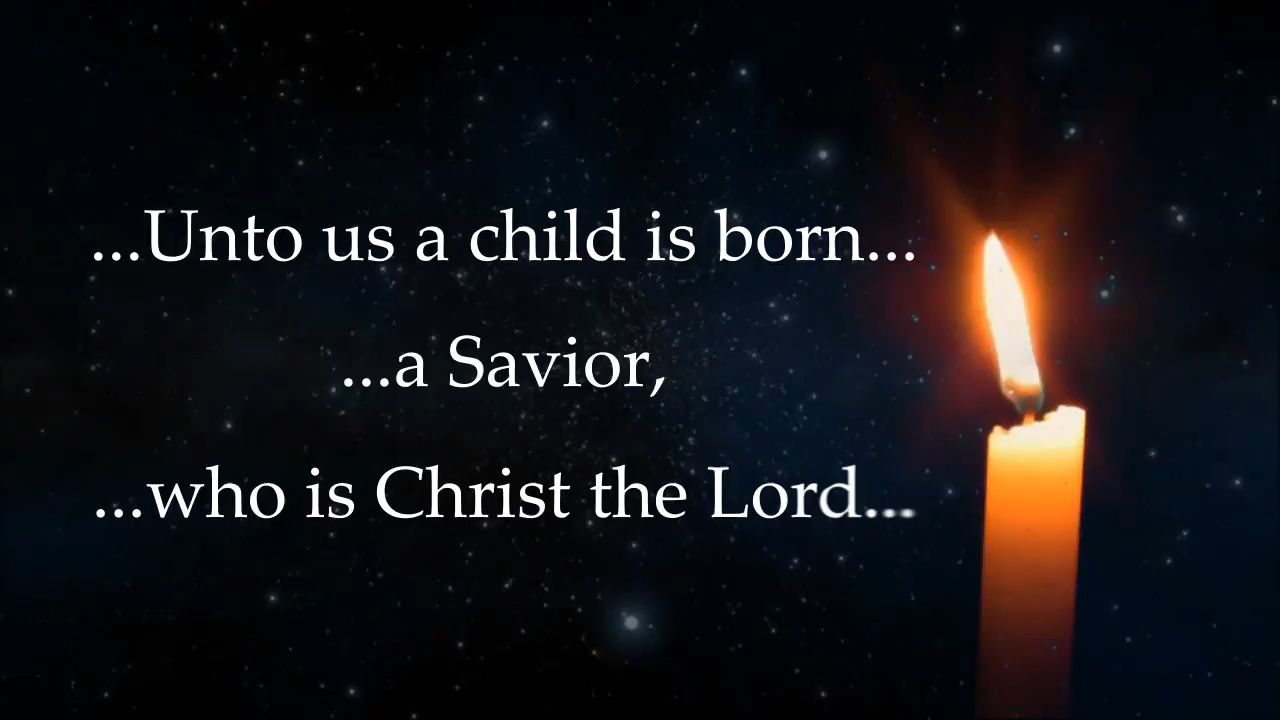 ...Unto us a child is born...
...a Savior,
...who is Christ the Lord...